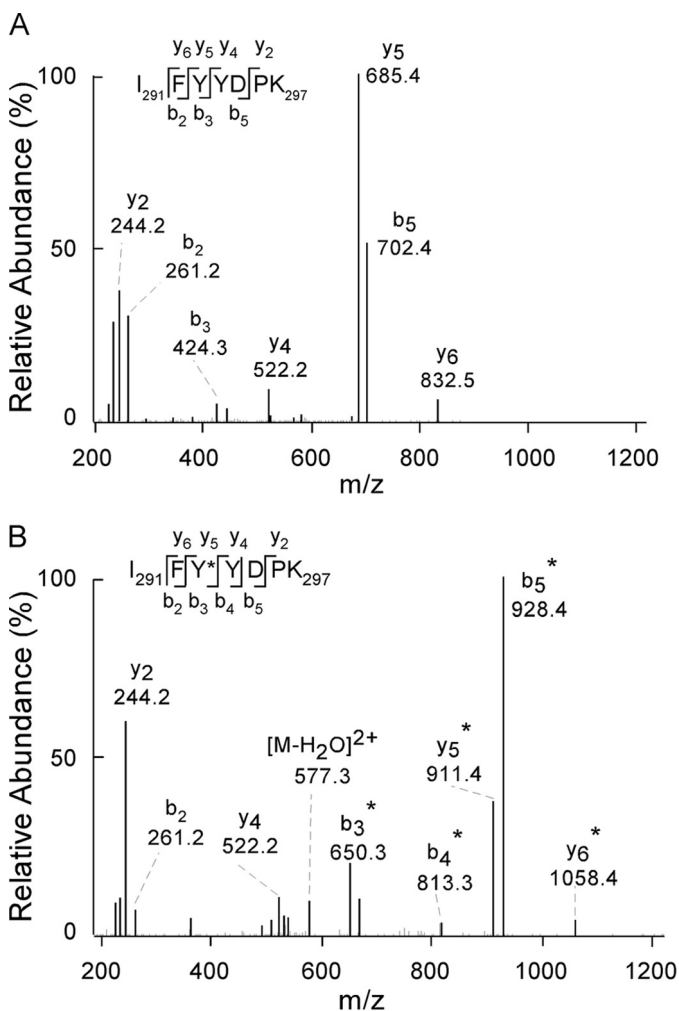 A
y6 y5 y4 y2
I291FYYDPK297
b2 b3 b5
Relative Abundance (%)
100
50
0
y5
685.4
b5
702.4
y2
244.2
b2
261.2
b3
424.3
y4
522.2
y6
832.5
200 400 600 800 1000 1200
m/z
B
y6 y5 y4 y2
I291FY*YDPK297
b2 b3 b4 b5
Relative Abundance (%)
100
50
0
b5*
928.4
y2
244.2
[M-H2O]2+
577.3
y5*
911.4
b2
261.2
y4
522.2
b3*
650.3
b4*
813.3
y6*
1058.4
200 400 600 800 1000 1200
m/z